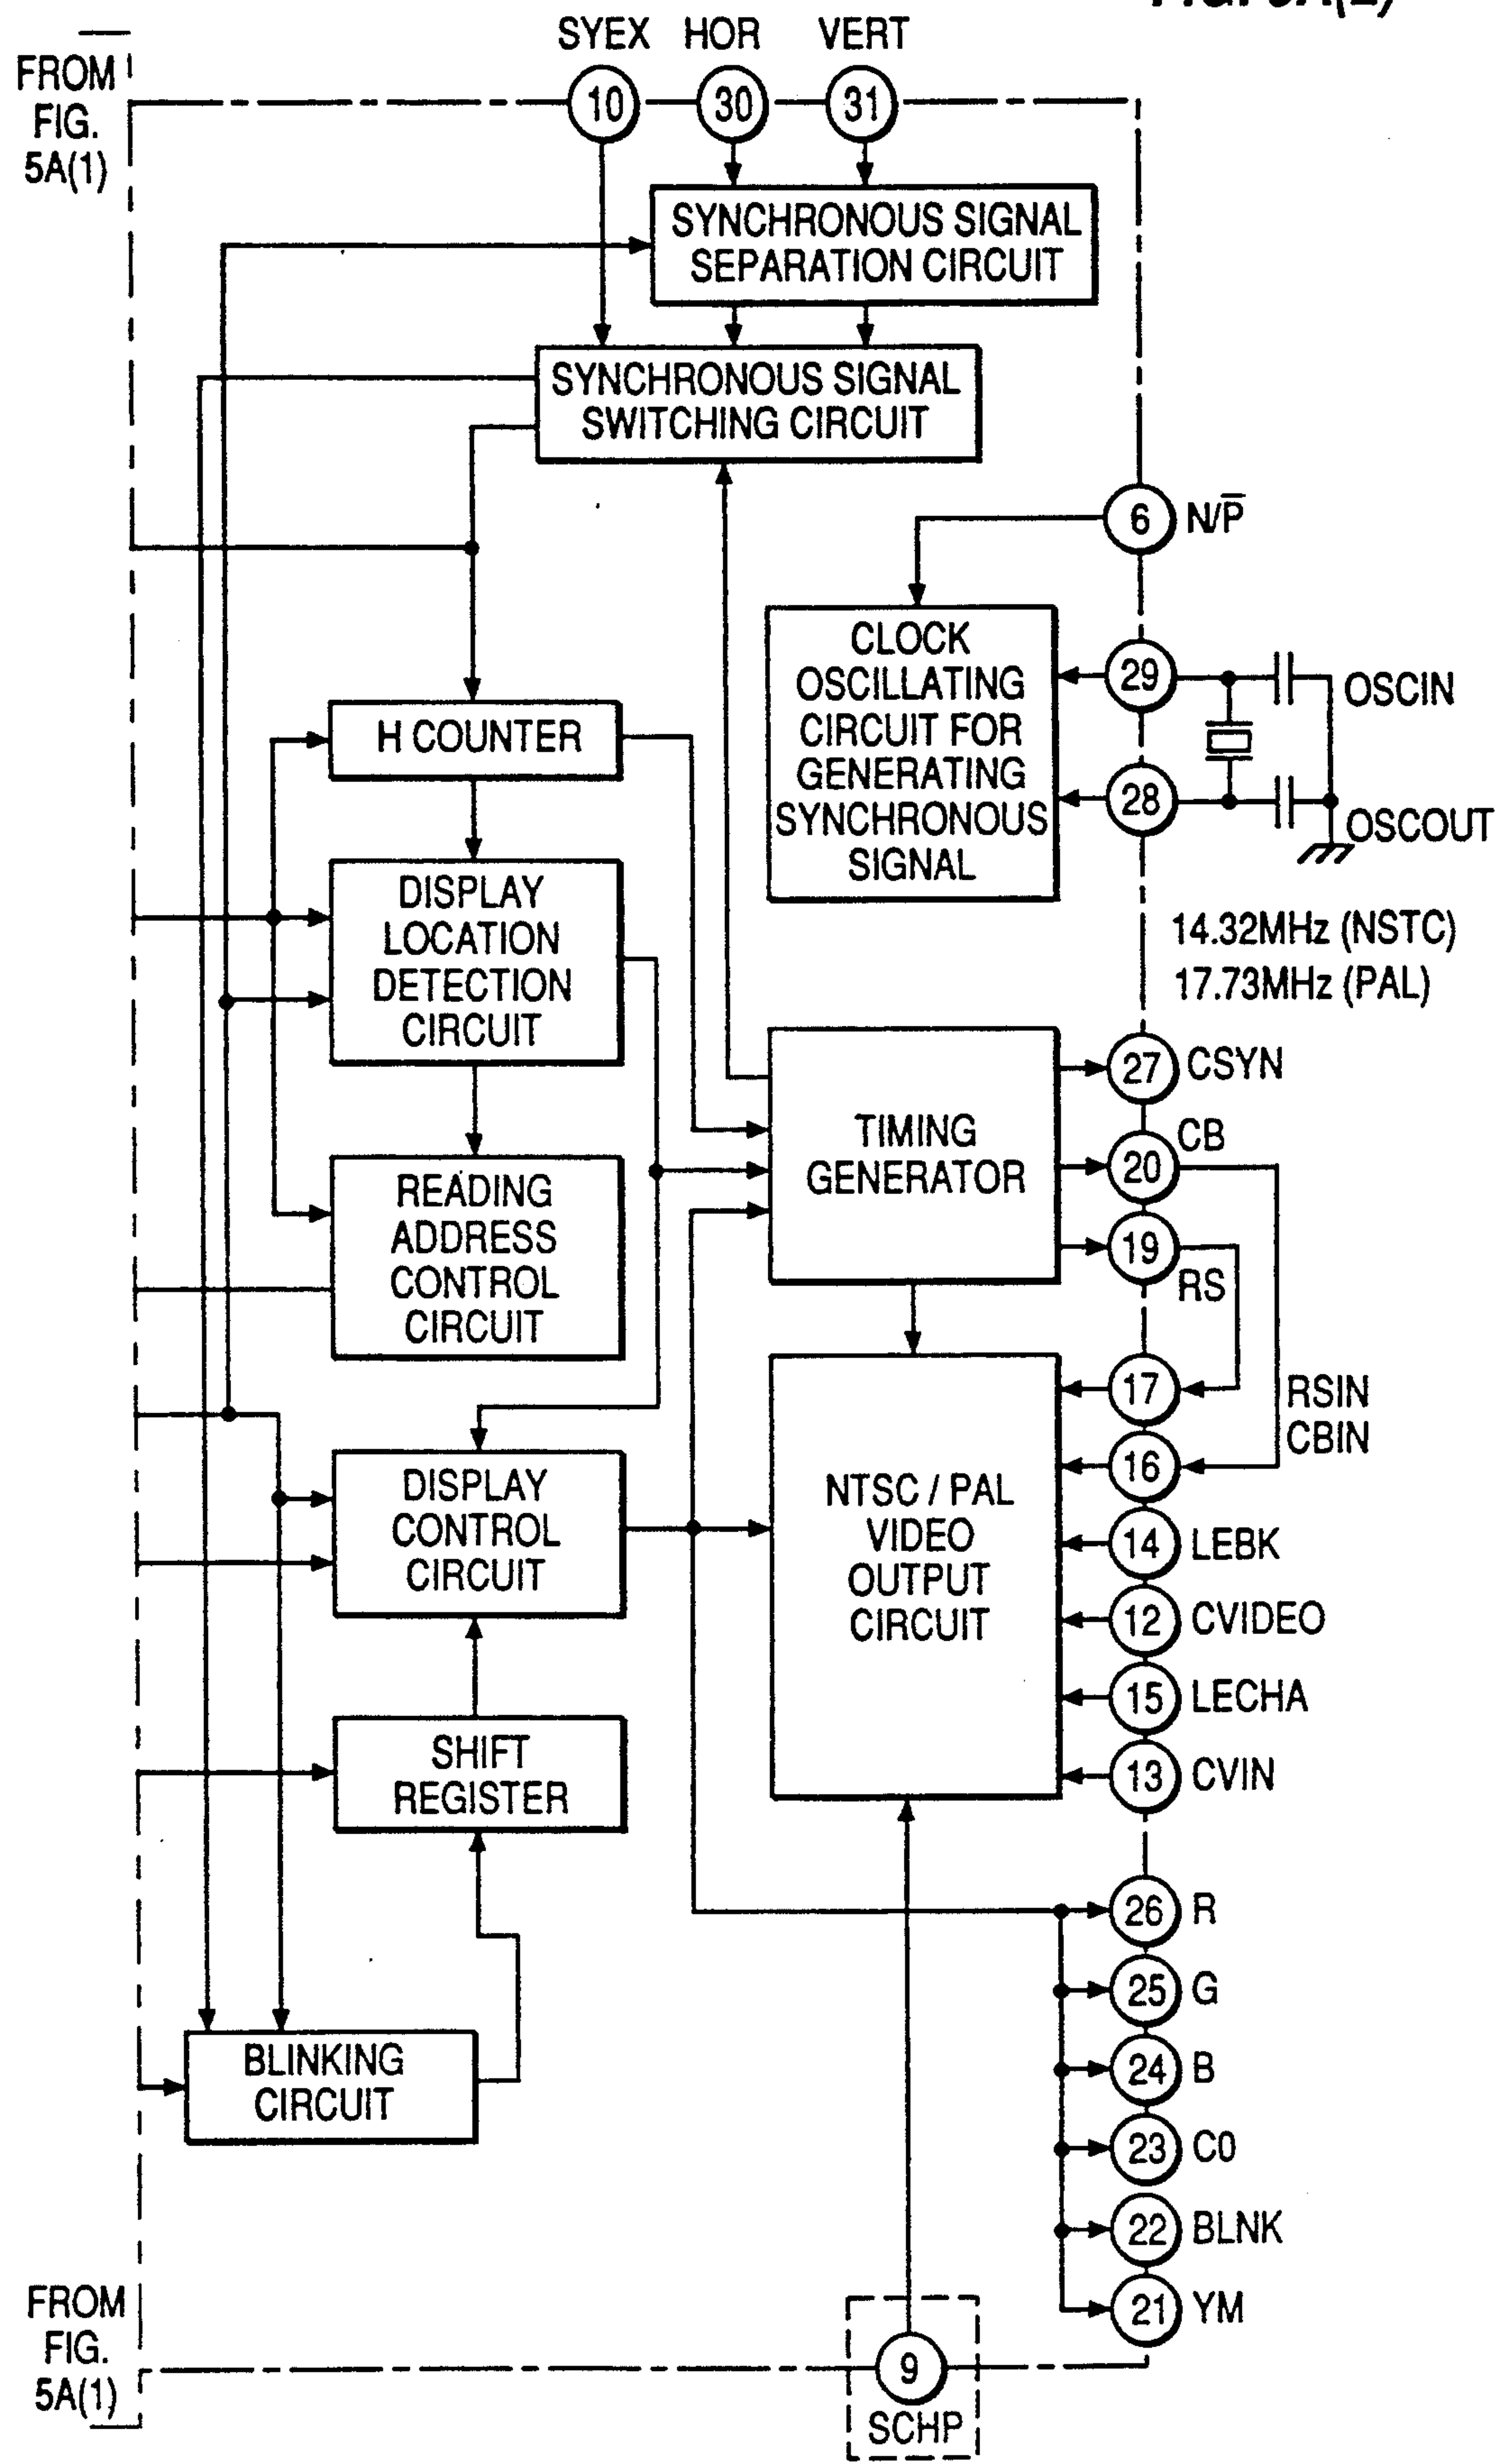 FROM
FIG.
5A(1)
SYEX HOR VERT
10 30 31
SYNCHRONOUS SIGNAL
SEPARATION CIRCUIT
SYNCHRONOUS SIGNAL
SWITCHING CIRCUIT
6 N/P̅
CLOCK
OSCILLATING
CIRCUIT FOR
GENERATING
SYNCHRONOUS
SIGNAL
29 OSCIN
28 OSCOUT
14.32MHz (NSTC)
17.73MHz (PAL)
H COUNTER
DISPLAY
LOCATION
DETECTION
CIRCUIT
READING
ADDRESS
CONTROL
CIRCUIT
TIMING
GENERATOR
27 CSYN
CB
20
19
RS
17 RSIN
16 CBIN
DISPLAY
CONTROL
CIRCUIT
NTSC / PAL
VIDEO
OUTPUT
CIRCUIT
14 LEBK
12 CVIDEO
15 LECHA
13 CVIN
SHIFT
REGISTER
BLINKING
CIRCUIT
26 R
25 G
24 B
23 C0
22 BLNK
21 YM
FROM
FIG.
5A(1)
9
SCHP